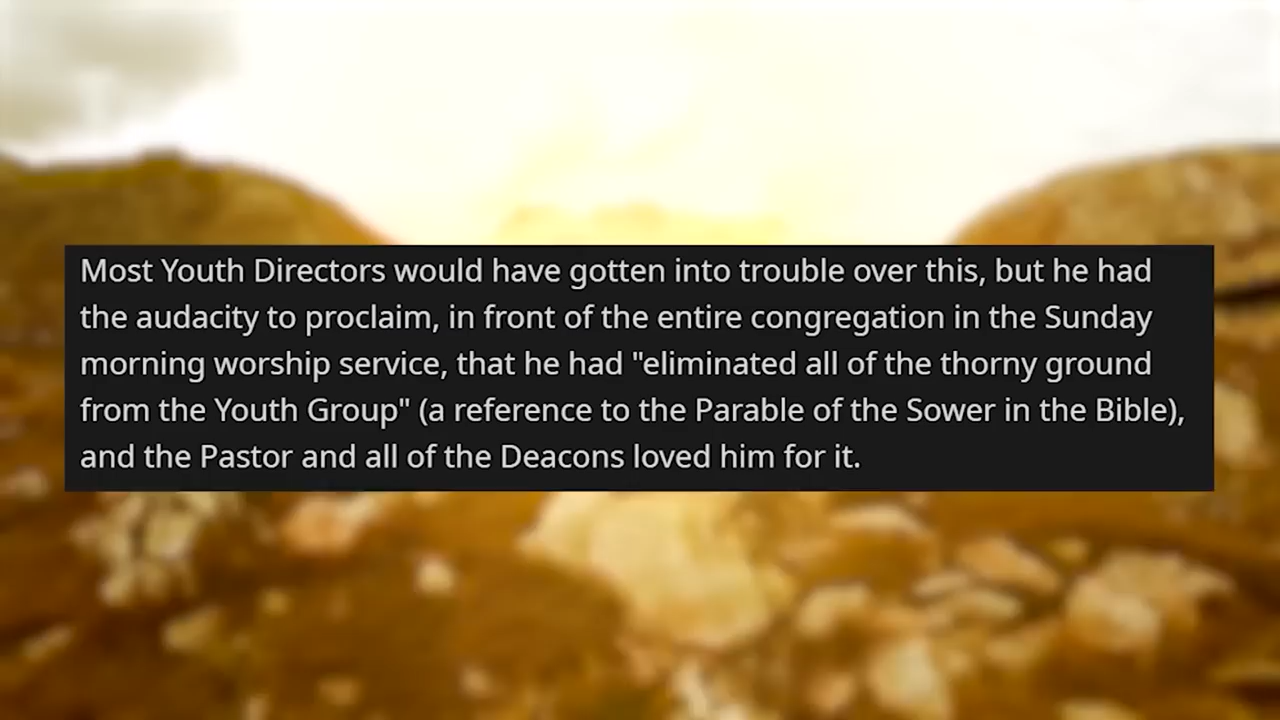 Most Youth Directors would have gotten into trouble over this, but he had
the audacity to proclaim, in front of the entire congregation in the Sunday
morning worship service, that he had "eliminated all of the thorny ground
from the Youth Group" (a reference to the Parable of the Sower in the Bible),
and the Pastor and all of the Deacons loved him for it.